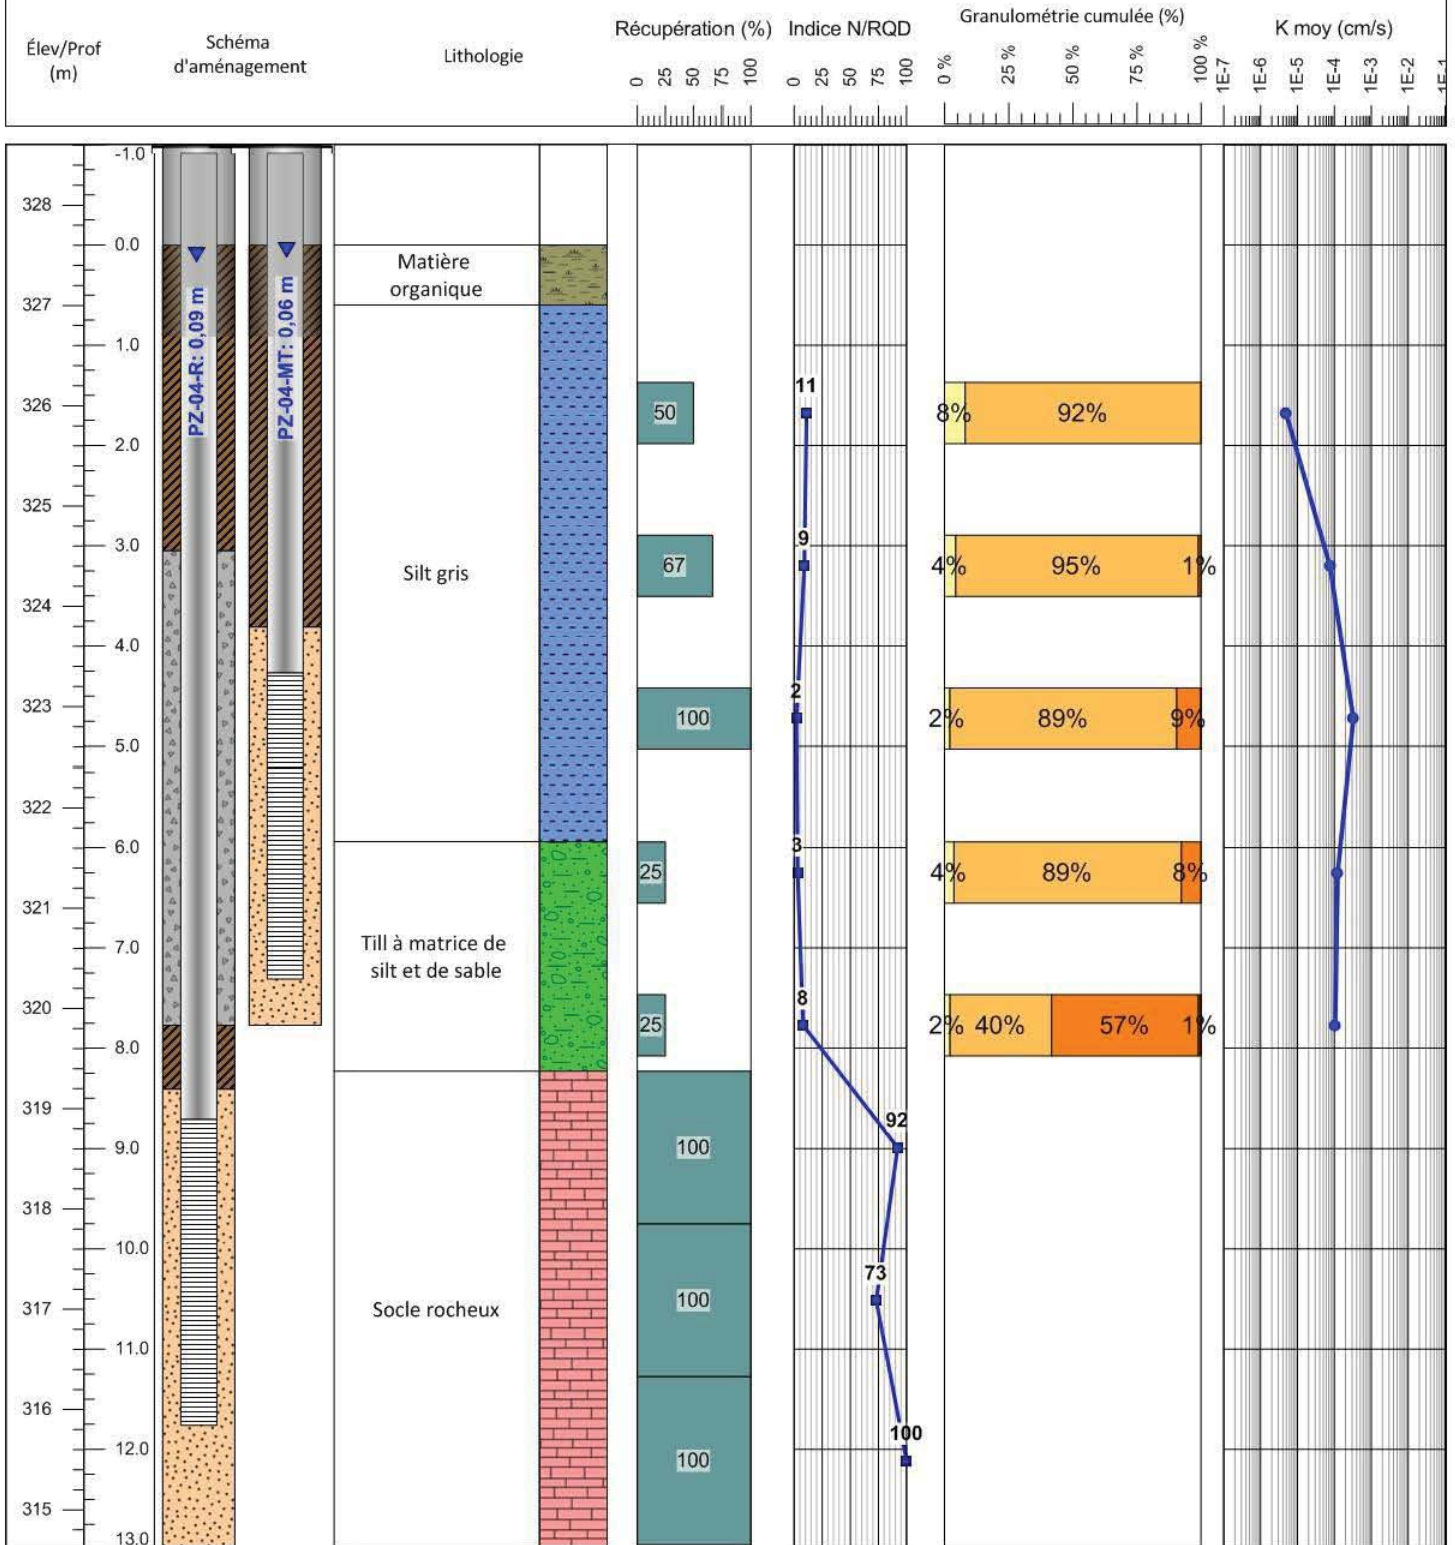 Élev/Prof
(m)
Schéma
d'aménagement
Lithologie
Récupération (%)
0
25
50
75
100
Indice N/RQD
0
25
50
75
100
Granulométrie cumulée (%)
0 %
25 %
50 %
75 %
100 %
K moy (cm/s)
1E-7
1E-6
1E-5
1E-4
1E-3
1E-2
1E-1
328
327
326
325
324
323
322
321
320
319
318
317
316
315
-1.0
0.0
1.0
2.0
3.0
4.0
5.0
6.0
7.0
8.0
9.0
10.0
11.0
12.0
13.0
PZ-04-R: 0,09 m
PZ-04-MT: 0,06 m
Matière
organique
Silt gris
Till à matrice de
silt et de sable
Socle rocheux
50
67
100
25
25
100
100
100
11
9
2
3
8
92
73
100
8% 92%
4% 95% 1%
2% 89% 9%
4% 89% 8%
2% 40% 57% 1%